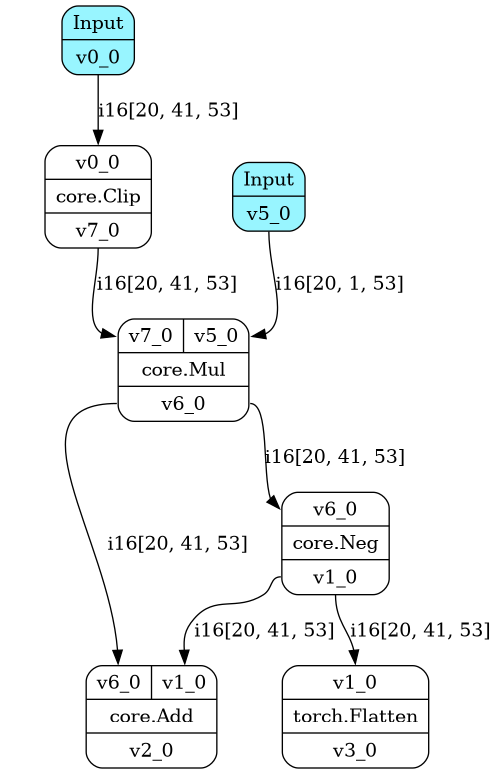 Input
v0_0
i16[20, 41, 53]
v0_0
core.Clip
v7_0
Input
v5_0
i16[20, 41, 53]
i16[20, 1, 53]
v7_0 v5_0
core.Mul
v6_0
i16[20, 41, 53]
v6_0
core.Neg
v1_0
i16[20, 41, 53]
i16[20, 41, 53]
i16[20, 41, 53]
v6_0 v1_0
core.Add
v2_0
v1_0
torch.Flatten
v3_0